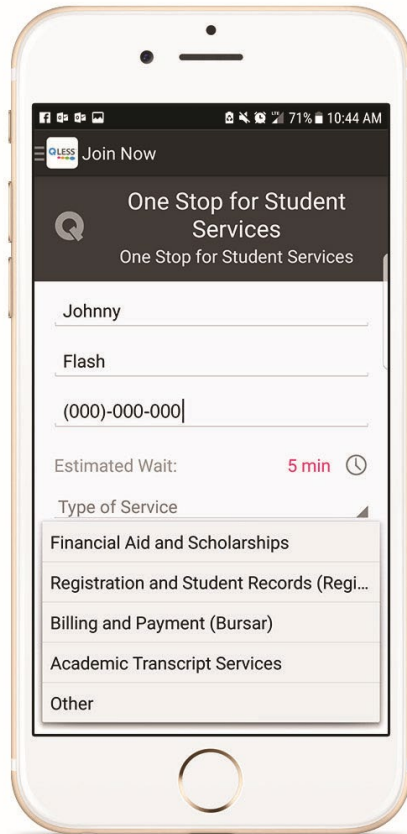 71% 10:44 AM
QLESS Join Now
One Stop for Student
Services
One Stop for Student Services
Johnny
Flash
(000)-000-000
Estimated Wait: 5 min
Type of Service
Financial Aid and Scholarships
Registration and Student Records (Regi...
Billing and Payment (Bursar)
Academic Transcript Services
Other